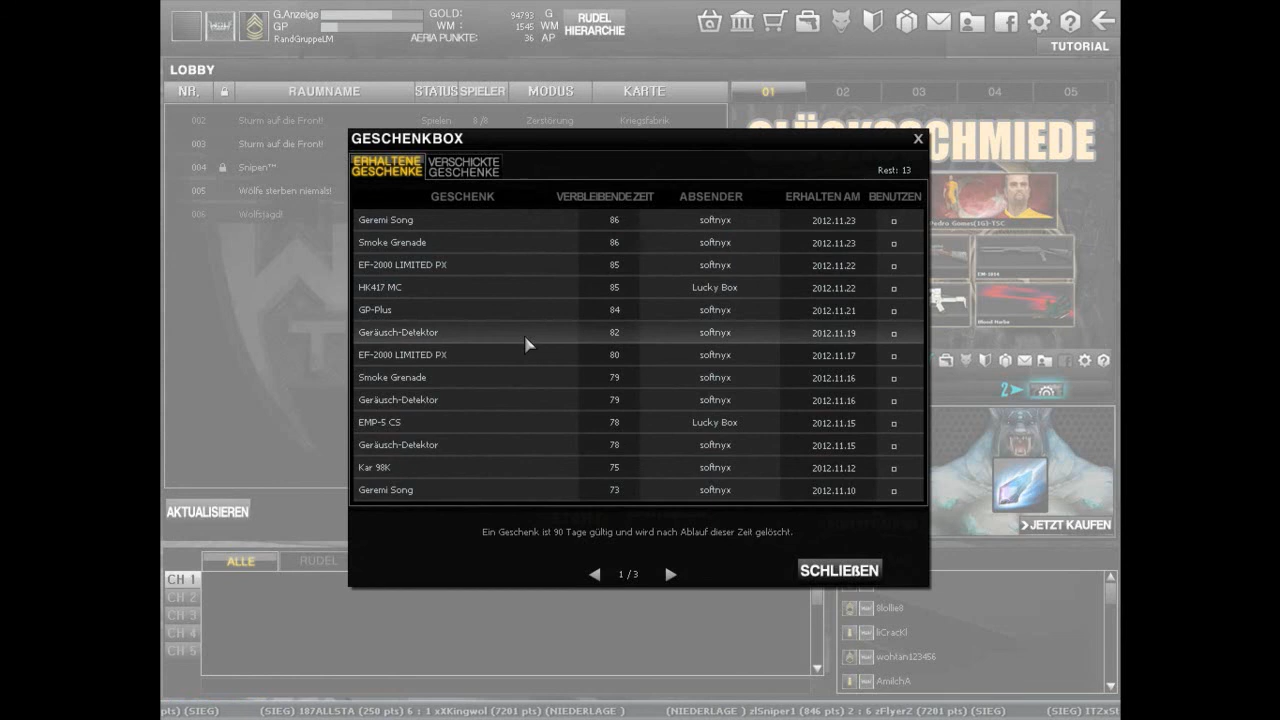 G.Anzeige
GP
RandGruppeLM
GOLD: 94793 G
WM : 1545 WM
AERIA PUNKTE: 36 AP
RUDEL
HIERARCHIE
TUTORIAL
LOBBY
NR. RAUMNAME STATUS SPIELER MODUS KARTE
01 02 03 04 05
002 Sturm auf die Front! Spielen 8 /8 Zerstörung Kriegsfabrik
003 Sturm auf die Front!
004 Snipen™
005 Wölfe sterben niemals!
006 Wolfsjagd!
GLÜCKSSCHMIEDE
GESCHENKBOX X
ERHALTENE
GESCHENKE
VERSCHICKTE
GESCHENKE
Rest: 13
GESCHENK VERBLEIBENDE ZEIT ABSENDER ERHALTEN AM BENUTZEN
Geremi Song 86 softnyx 2012.11.23
Smoke Grenade 86 softnyx 2012.11.23
EF-2000 LIMITED PX 85 softnyx 2012.11.22
HK417 MC 85 Lucky Box 2012.11.22
GP-Plus 84 softnyx 2012.11.21
Geräusch-Detektor 82 softnyx 2012.11.19
EF-2000 LIMITED PX 80 softnyx 2012.11.17
Smoke Grenade 79 softnyx 2012.11.16
Geräusch-Detektor 79 softnyx 2012.11.16
EMP-5 CS 78 Lucky Box 2012.11.15
Geräusch-Detektor 78 softnyx 2012.11.15
Kar 98K 75 softnyx 2012.11.12
Geremi Song 73 softnyx 2012.11.10
Ein Geschenk ist 90 Tage gültig und wird nach Ablauf dieser Zeit gelöscht.
1 / 3
SCHLIEßEN
2
JETZT KAUFEN
AKTUALISIEREN
ALLE RUDEL
CH 1
CH 2
CH 3
CH 4
CH 5
8lollie8
liCracKl
wohtan123456
AmilchA
pts) (SIEG) (SIEG) 187ALLSTA (250 pts) 6 : 1 xXKingwol (7201 pts) (NIEDERLAGE ) (NIEDERLAGE ) zlSniper1 (846 pts) 2 : 6 zFlyerZ (7201 pts) (SIEG) (SIEG) ITZxSt